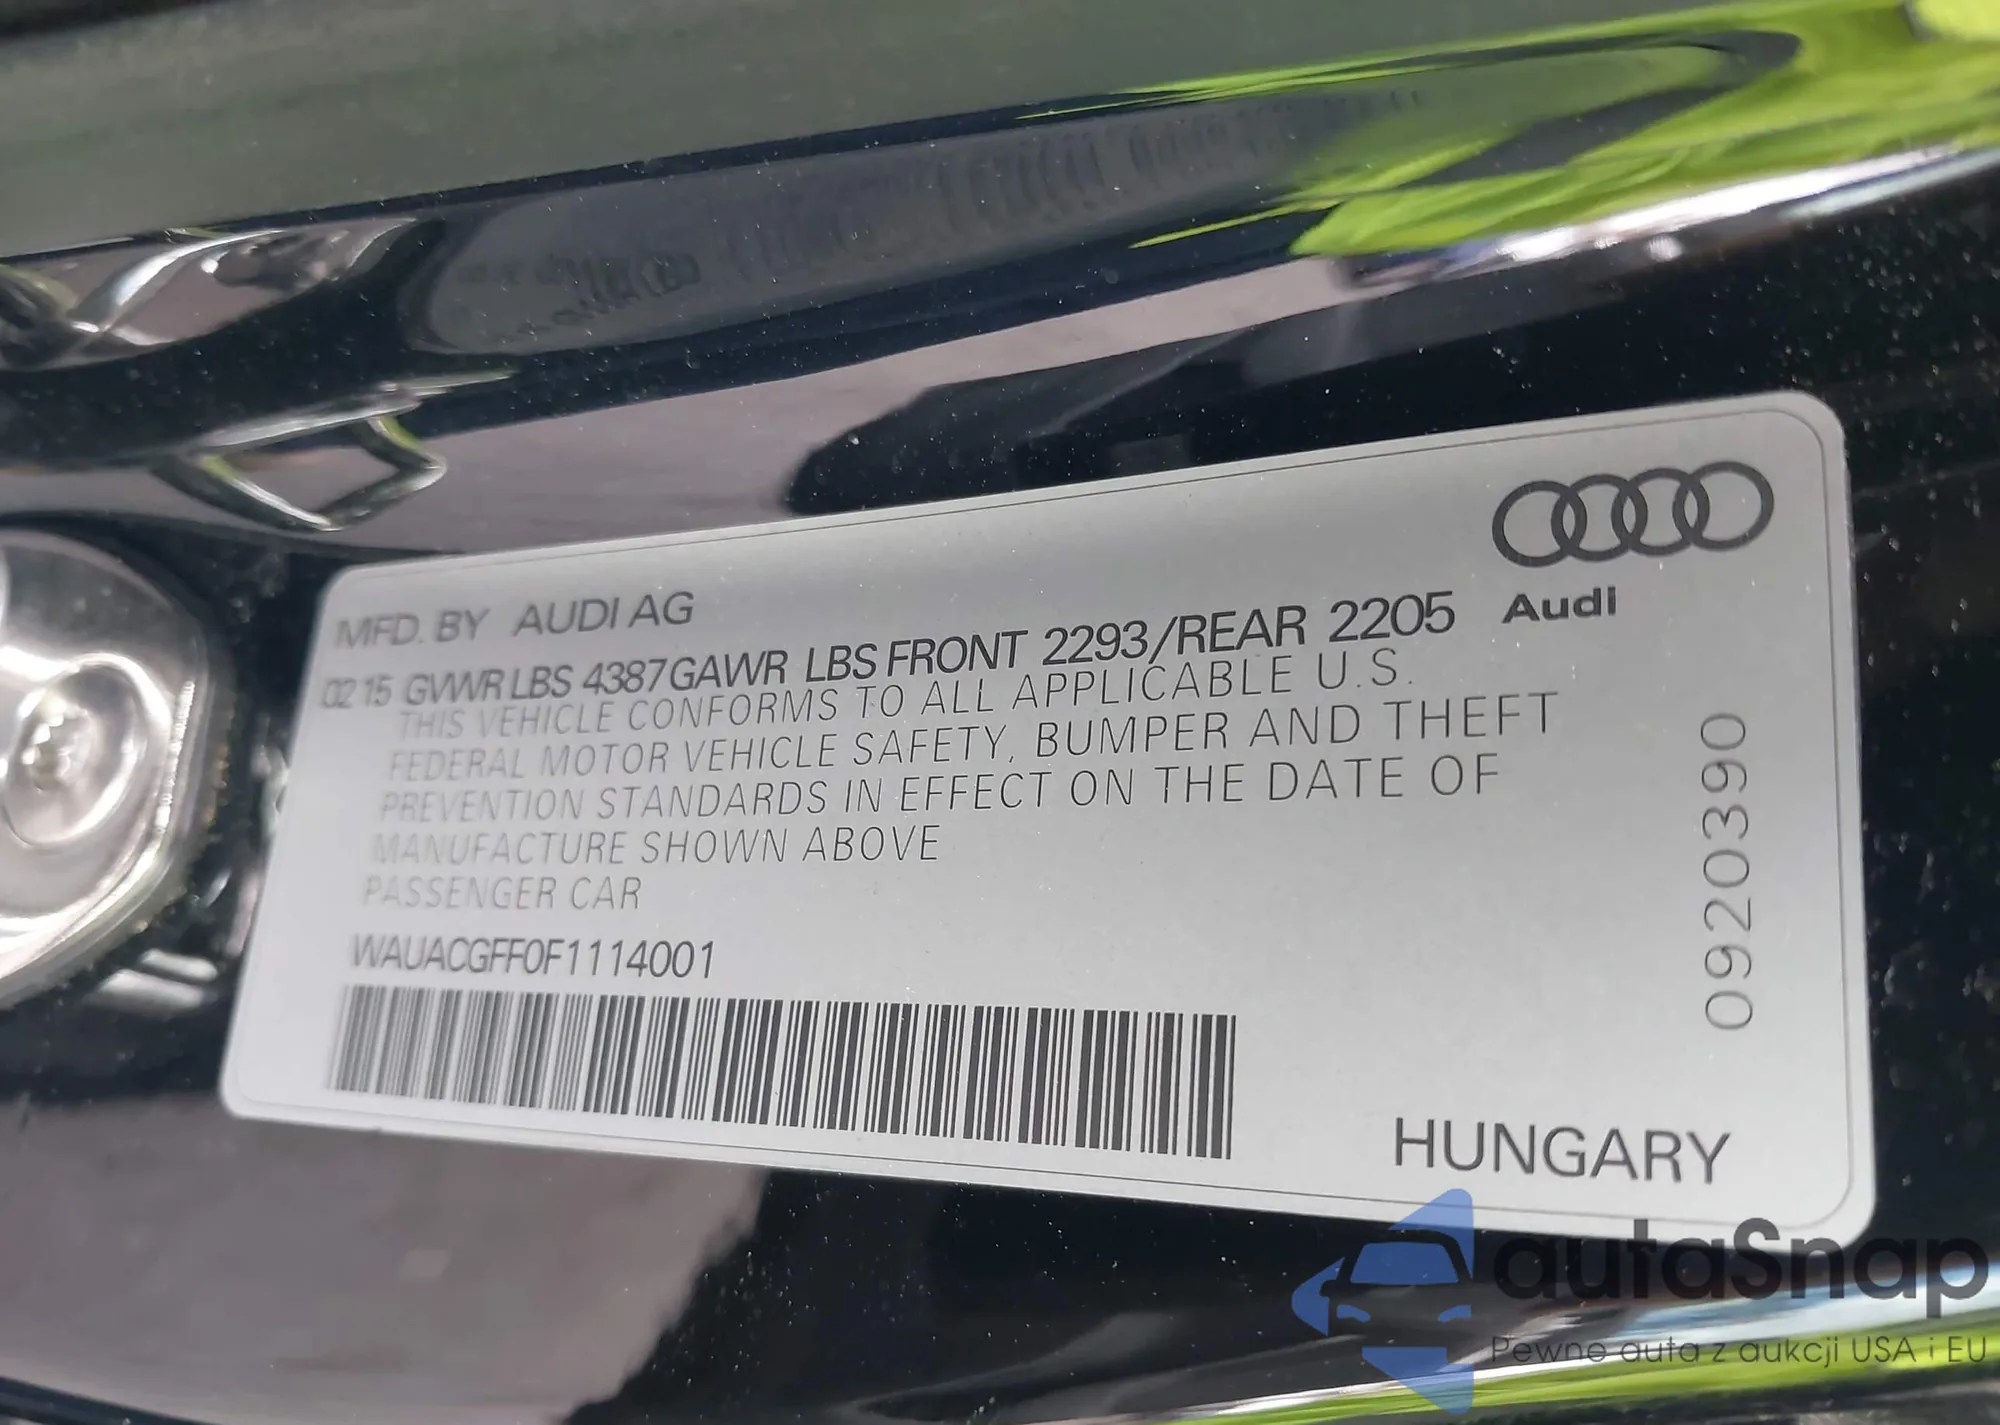 MFD. BY AUDI AG
02 15 GVWR LBS 4387 GAWR LBS FRONT 2293/REAR 2205
Audi
THIS VEHICLE CONFORMS TO ALL APPLICABLE U.S.
FEDERAL MOTOR VEHICLE SAFETY, BUMPER AND THEFT
PREVENTION STANDARDS IN EFFECT ON THE DATE OF
MANUFACTURE SHOWN ABOVE
PASSENGER CAR
WAUACGFF0F1114001
0920390
HUNGARY
autaSnap
Pewne auta z aukcji USA i EU